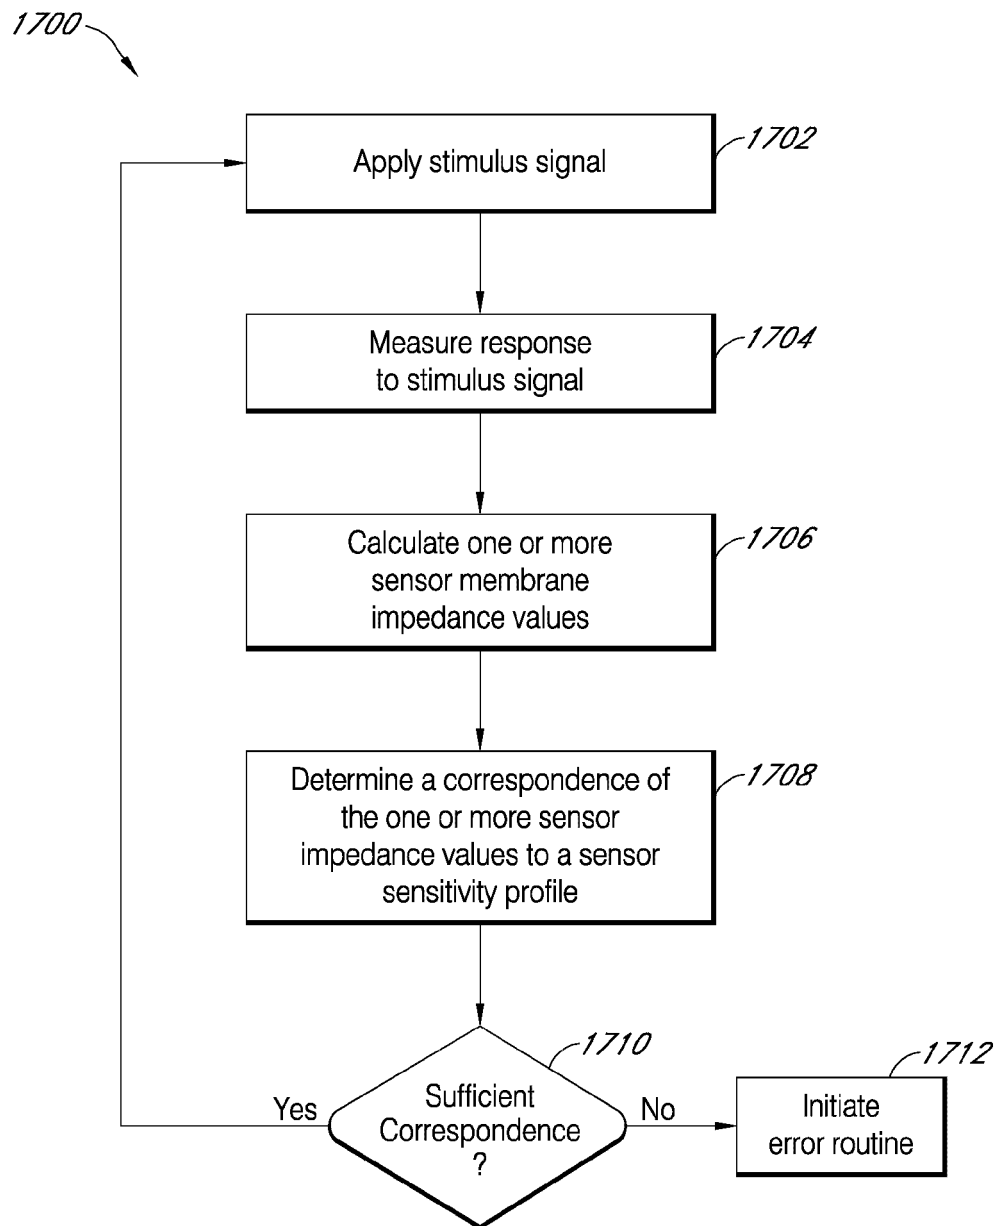 1700
Apply stimulus signal
1702
Measure response
to stimulus signal
1704
Calculate one or more
sensor membrane
impedance values
1706
Determine a correspondence of
the one or more sensor
impedance values to a sensor
sensitivity profile
1708
1710
Sufficient
Correspondence
?
Yes
No
1712
Initiate
error routine